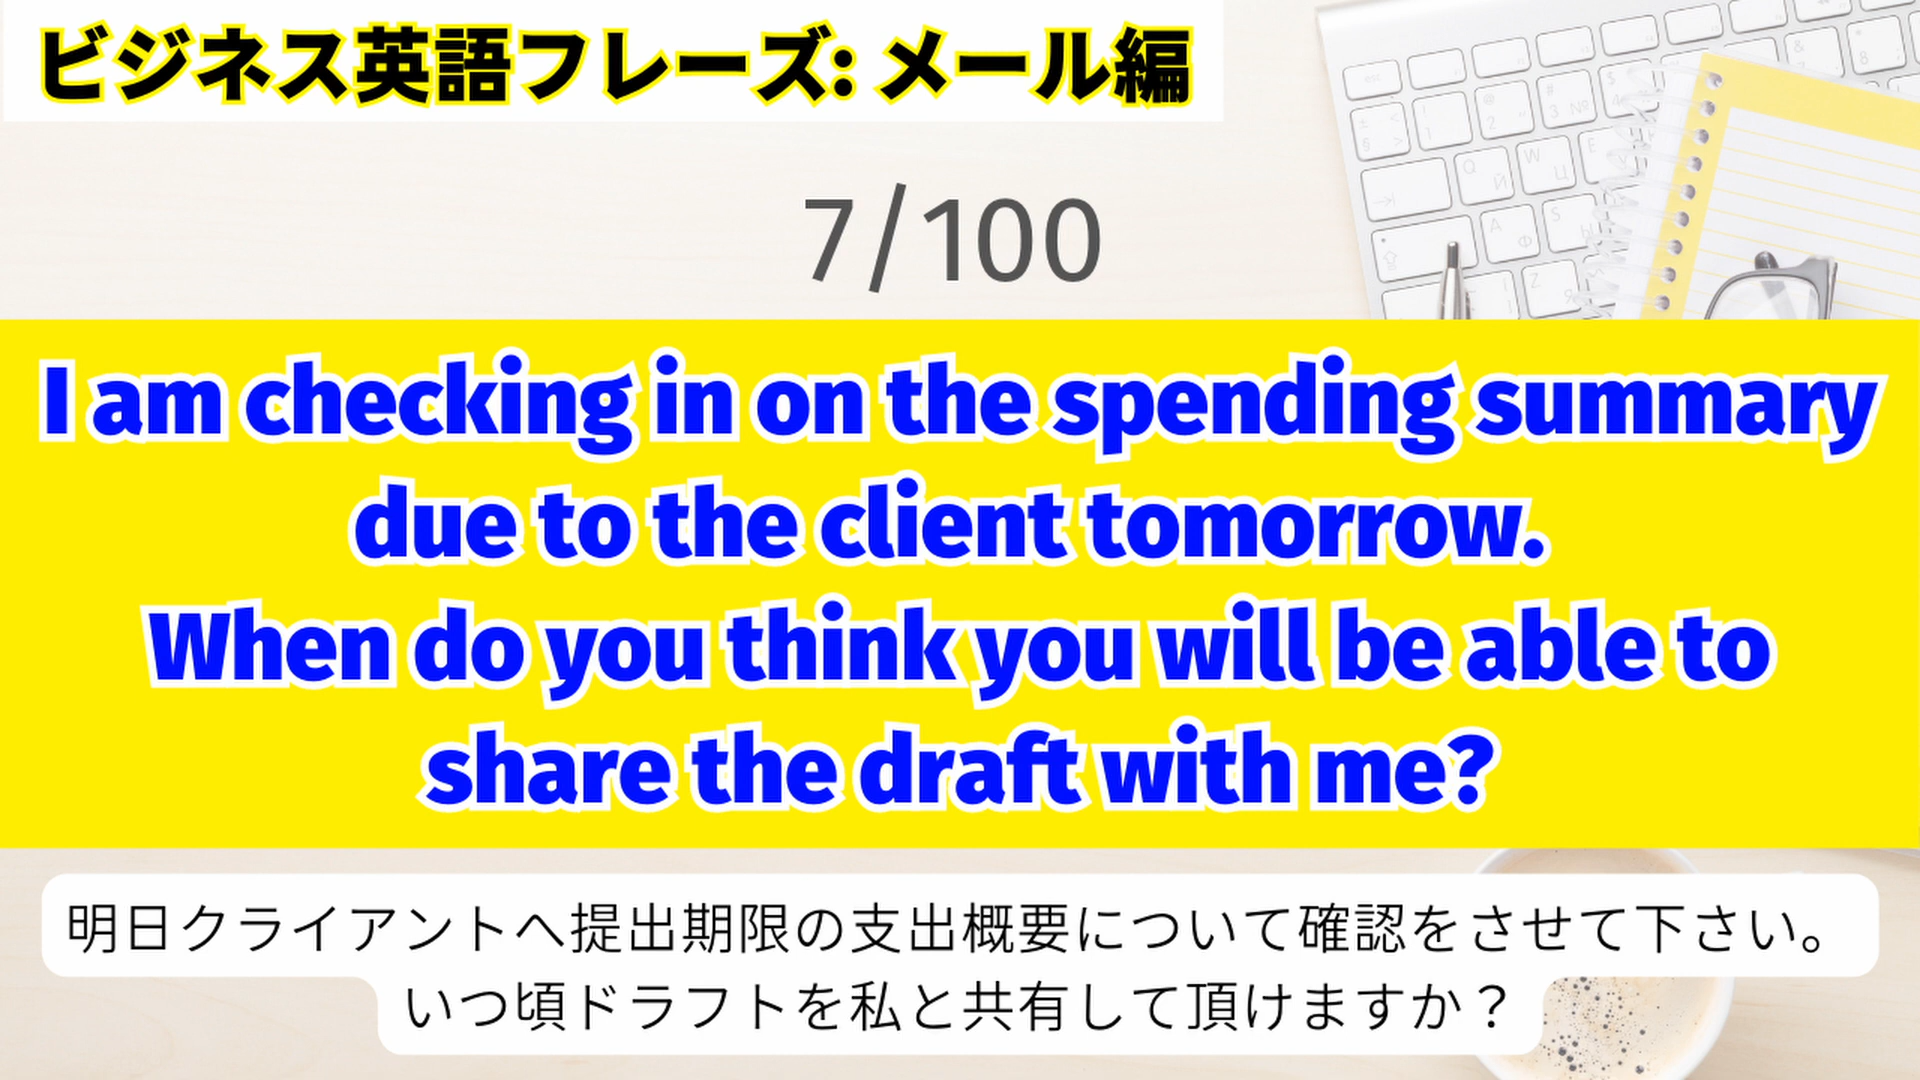 ビジネス英語フレーズ: メール編
7/100
I am checking in on the spending summary
due to the client tomorrow.
When do you think you will be able to
share the draft with me?
明日クライアントへ提出期限の支出概要について確認をさせて下さい。
いつ頃ドラフトを私と共有して頂けますか？